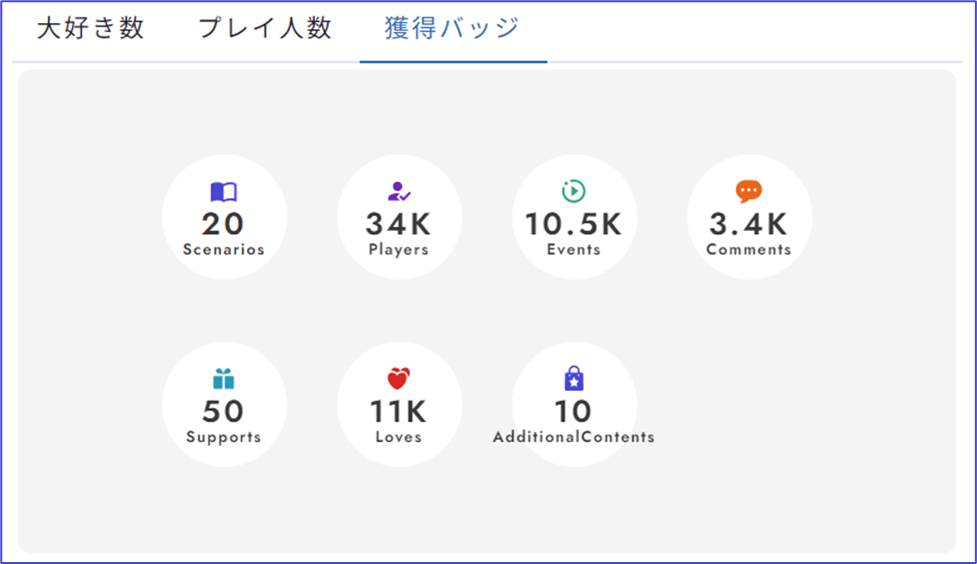 大好き数 プレイ人数 獲得バッジ
20 34K 10.5K 3.4K
Scenarios Players Events Comments
50 11K 10
Supports Loves AdditionalContents